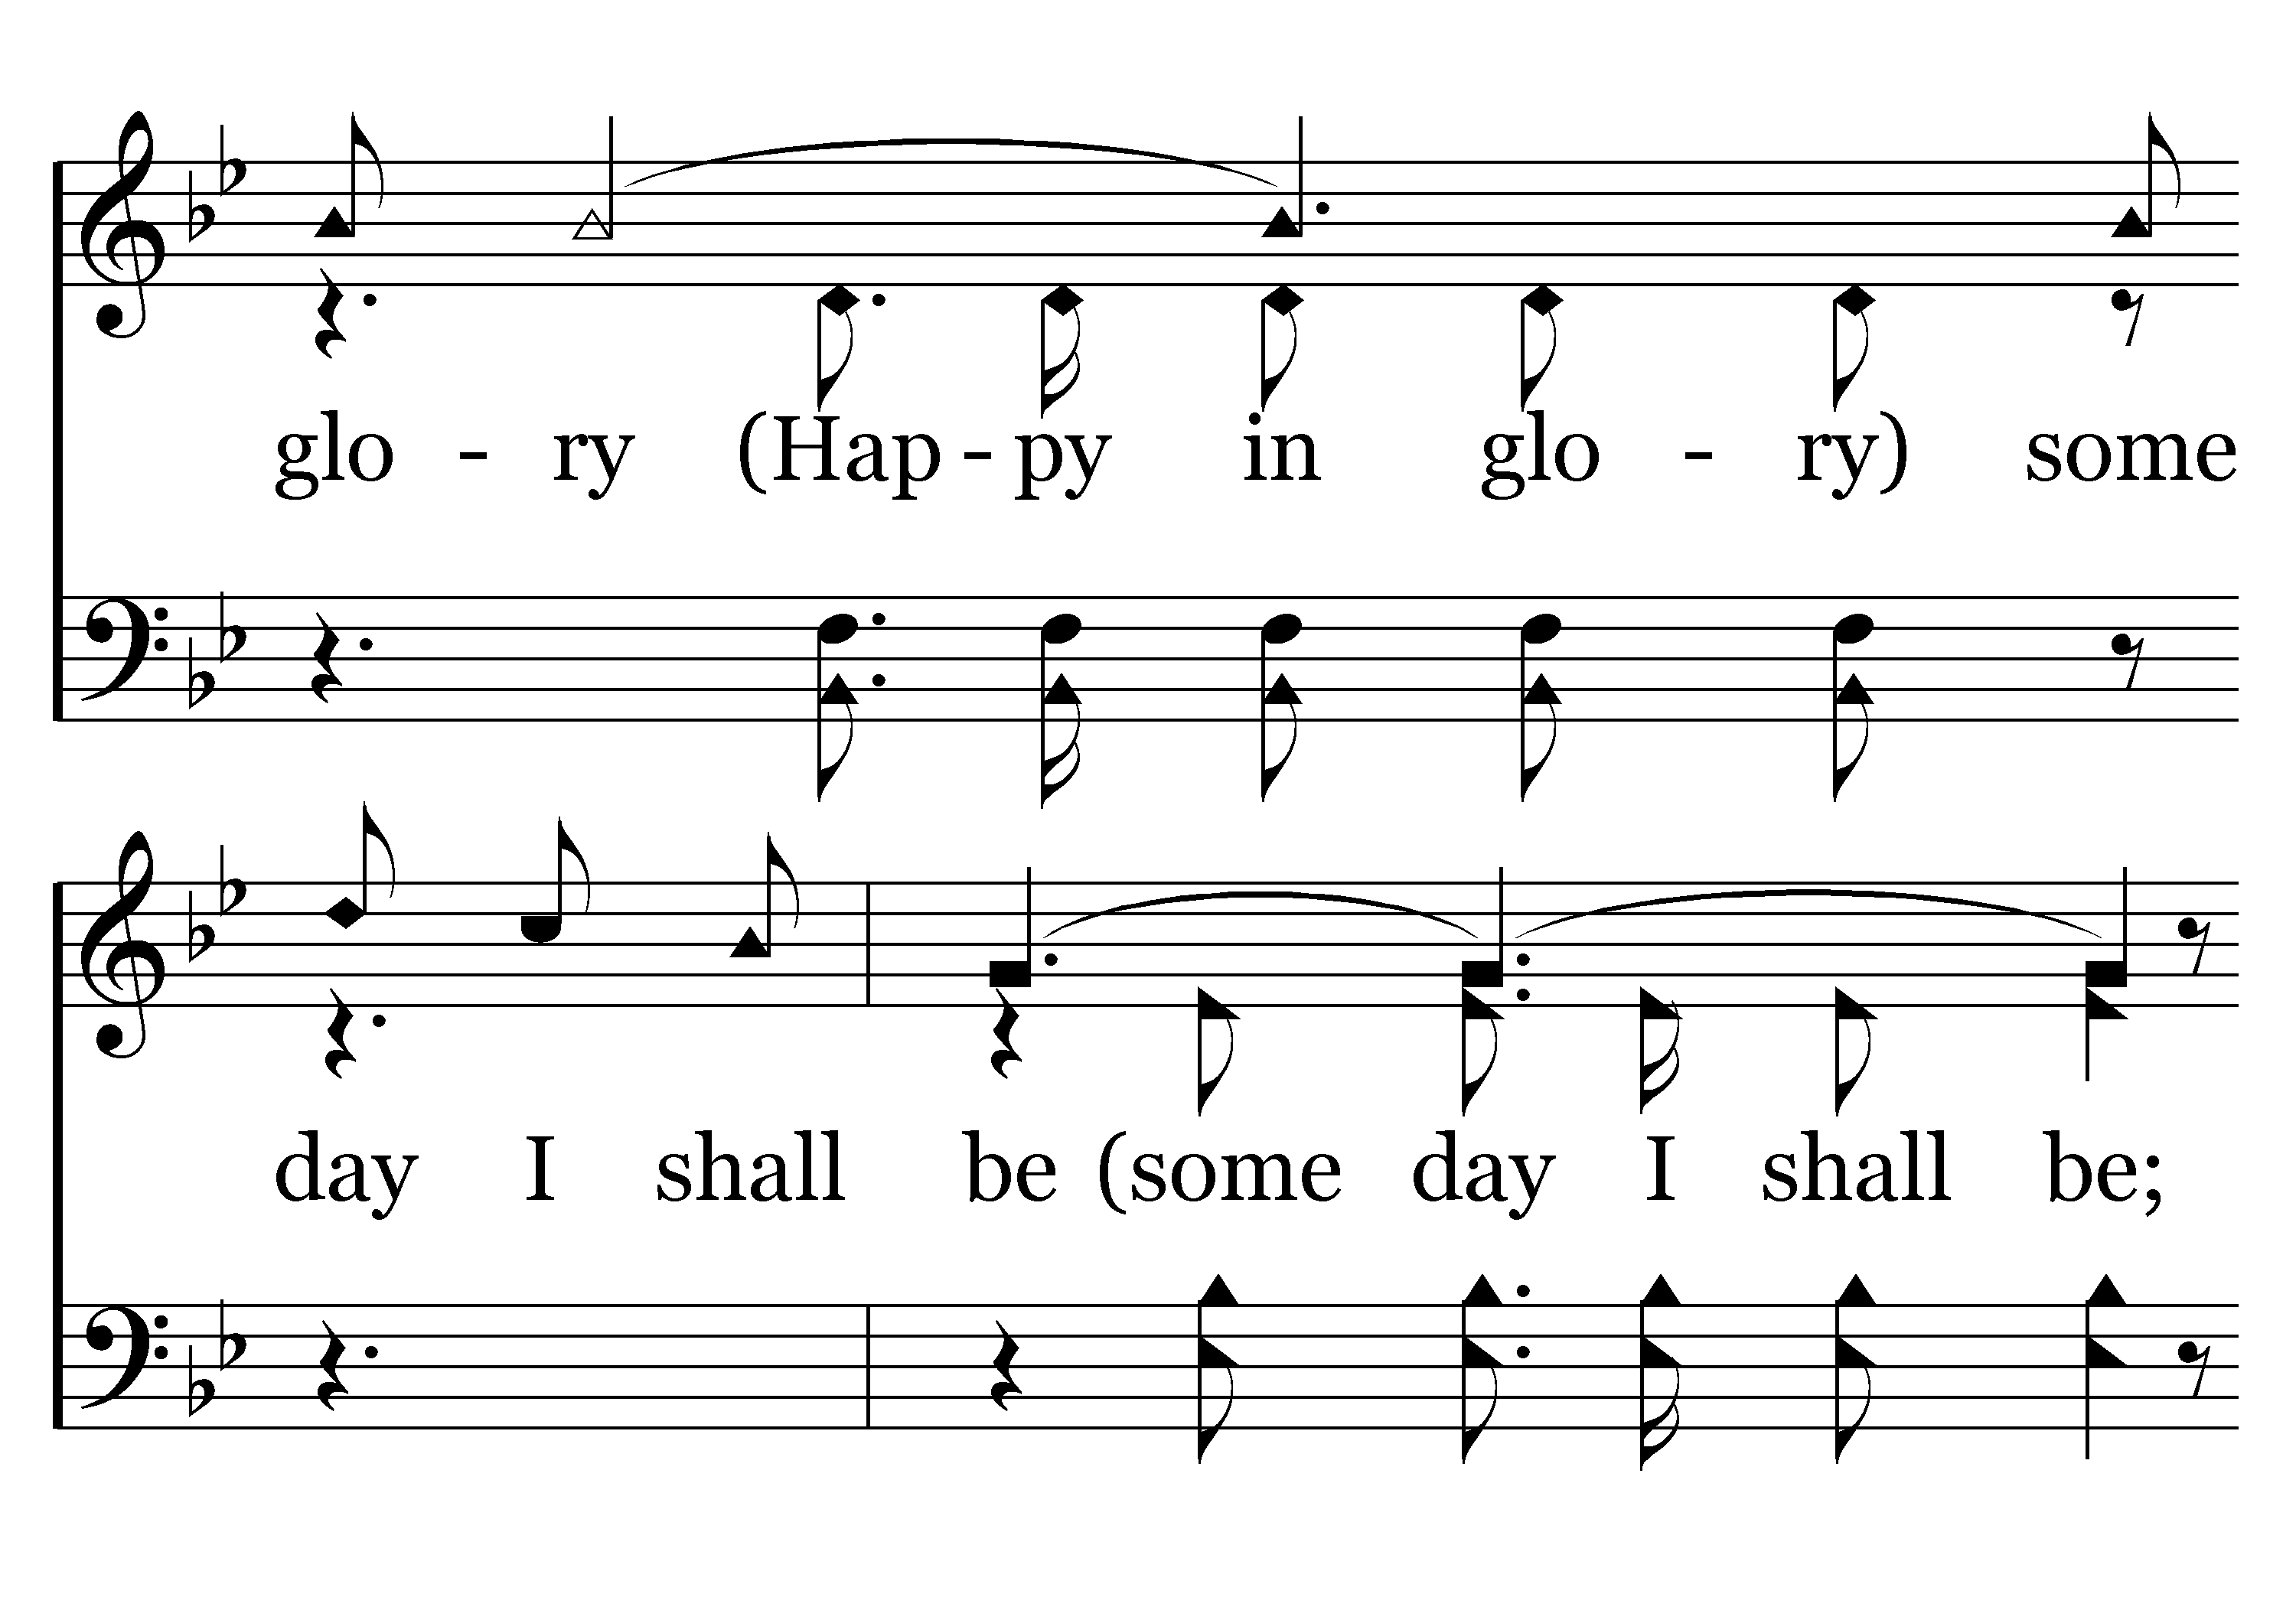 glo - ry (Hap - py in glo - ry) some
day I shall be (some day I shall be;